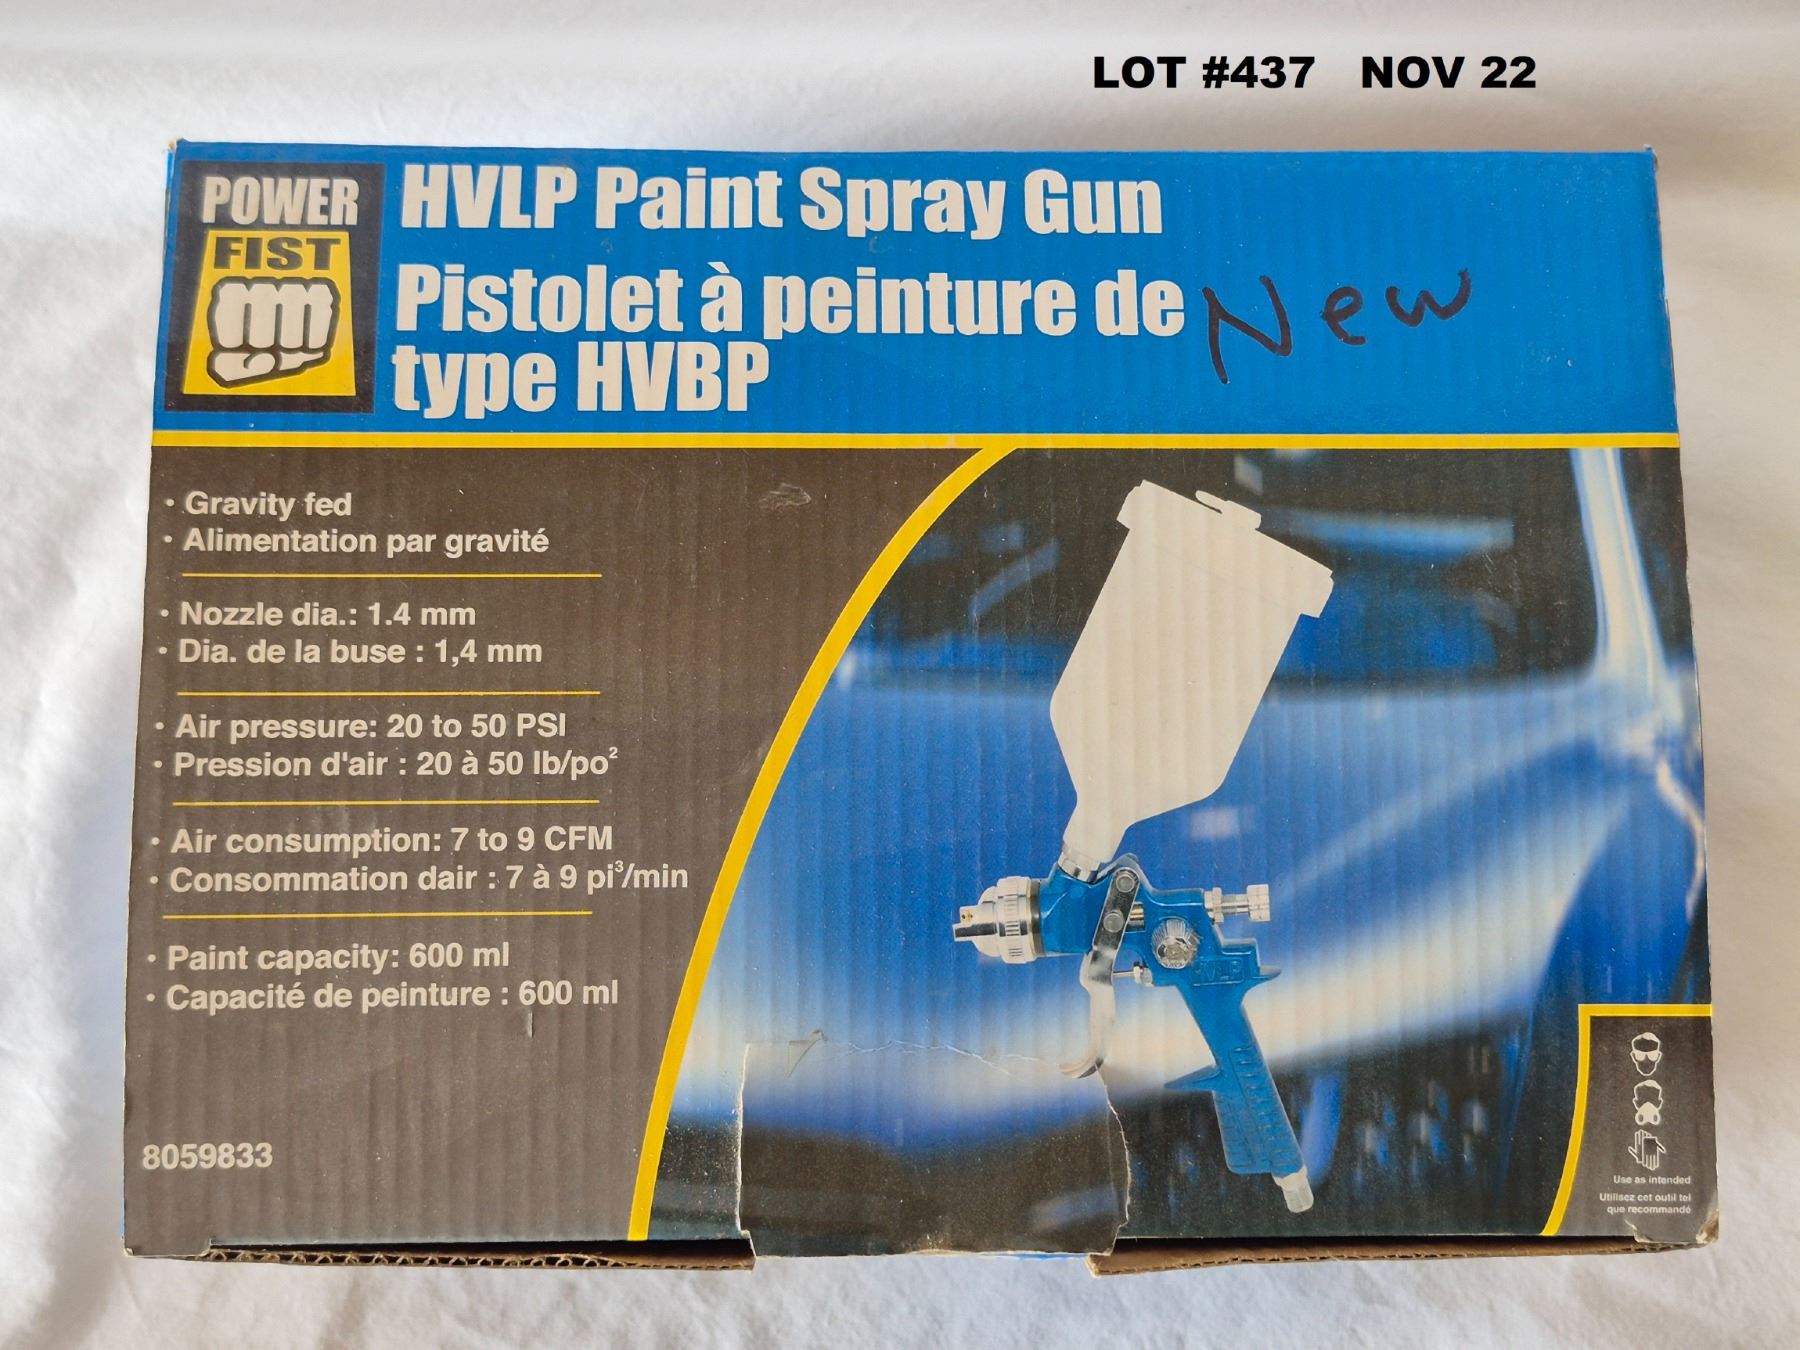 LOT #437 NOV 22
POWER
FIST
HVLP Paint Spray Gun
Pistolet à peinture de
type HVBP
New
• Gravity fed
• Alimentation par gravité
• Nozzle dia.: 1.4 mm
• Dia. de la buse : 1,4 mm
• Air pressure: 20 to 50 PSI
• Pression d'air : 20 à 50 lb/po²
• Air consumption: 7 to 9 CFM
• Consommation dair : 7 à 9 pi³/min
• Paint capacity: 600 ml
• Capacité de peinture : 600 ml
HVLP
8059833
Use as intended
Utilisez cet outil tel
que recommandé